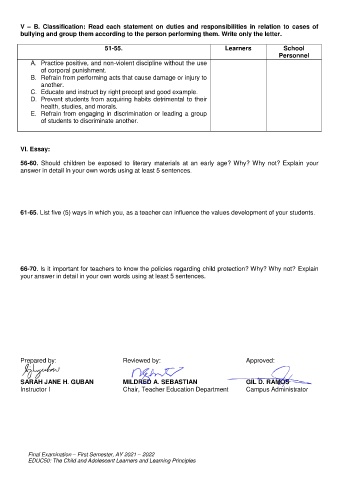 V – B. Classification: Read each statement on duties and responsibilities in relation to cases of
bullying and group them according to the person performing them. Write only the letter.
51-55. Learners School
Personnel
A. Practice positive, and non-violent discipline without the use
of corporal punishment.
B. Refrain from performing acts that cause damage or injury to
another.
C. Educate and instruct by right precept and good example.
D. Prevent students from acquiring habits detrimental to their
health, studies, and morals.
E. Refrain from engaging in discrimination or leading a group
of students to discriminate another.
VI. Essay:
56-60. Should children be exposed to literary materials at an early age? Why? Why not? Explain your
answer in detail in your own words using at least 5 sentences.
61-65. List five (5) ways in which you, as a teacher can influence the values development of your students.
66-70. Is it important for teachers to know the policies regarding child protection? Why? Why not? Explain
your answer in detail in your own words using at least 5 sentences.
Prepared by: Reviewed by: Approved:
SARAH JANE H. GUBAN MILDRED A. SEBASTIAN GIL D. RAMOS
Instructor I Chair, Teacher Education Department Campus Administrator
Final Examination – First Semester, AY 2021 – 2022
EDUC50: The Child and Adolescent Learners and Learning Principles